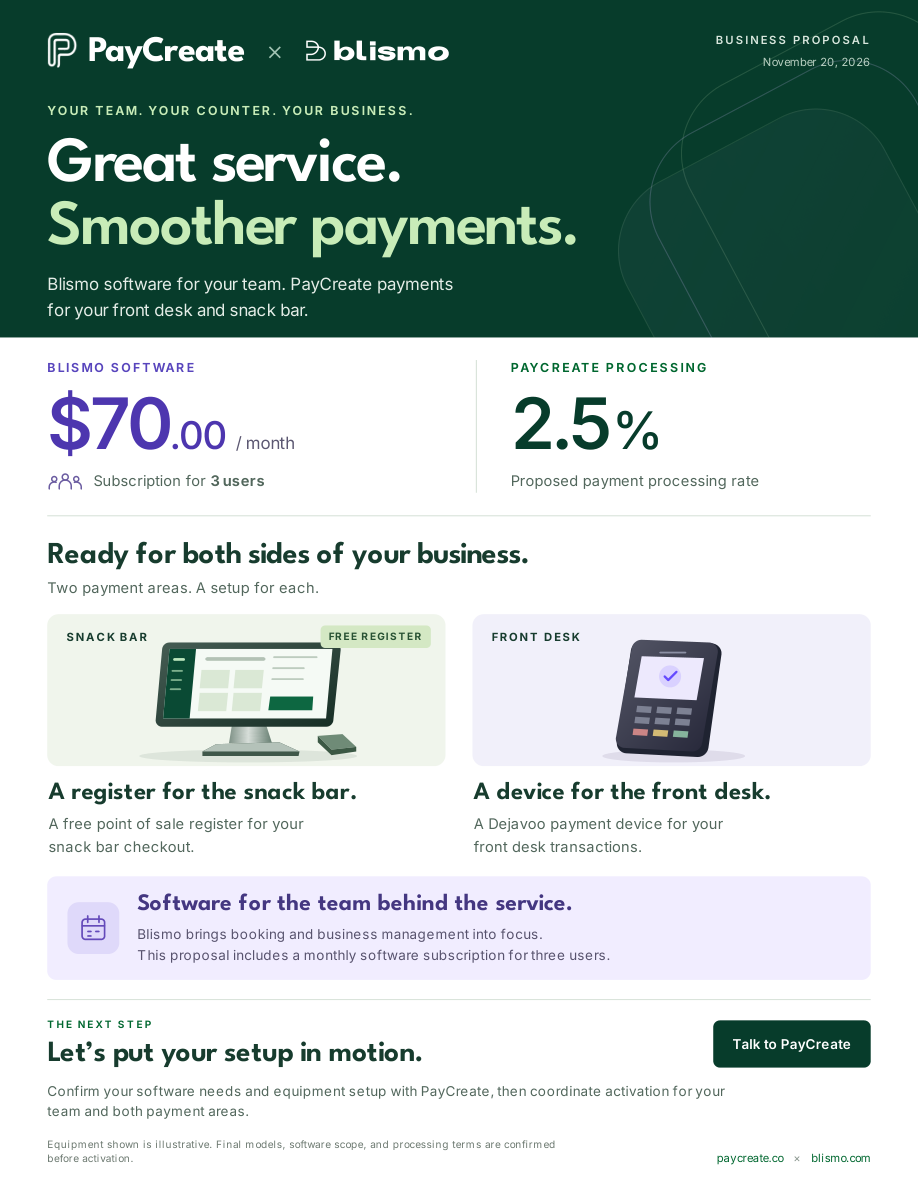 PayCreate × blismo
BUSINESS PROPOSAL
November 20, 2026
YOUR TEAM. YOUR COUNTER. YOUR BUSINESS.
Great service.
Smoother payments.
Blismo software for your team. PayCreate payments
for your front desk and snack bar.
BLISMO SOFTWARE
$70.00 / month
Subscription for 3 users
PAYCREATE PROCESSING
2.5%
Proposed payment processing rate
Ready for both sides of your business.
Two payment areas. A setup for each.
SNACK BAR
FREE REGISTER
A register for the snack bar.
A free point of sale register for your
snack bar checkout.
FRONT DESK
A device for the front desk.
A Dejavoo payment device for your
front desk transactions.
Software for the team behind the service.
Blismo brings booking and business management into focus.
This proposal includes a monthly software subscription for three users.
THE NEXT STEP
Let’s put your setup in motion.
Talk to PayCreate
Confirm your software needs and equipment setup with PayCreate, then coordinate activation for your
team and both payment areas.
Equipment shown is illustrative. Final models, software scope, and processing terms are confirmed
before activation.
paycreate.co × blismo.com